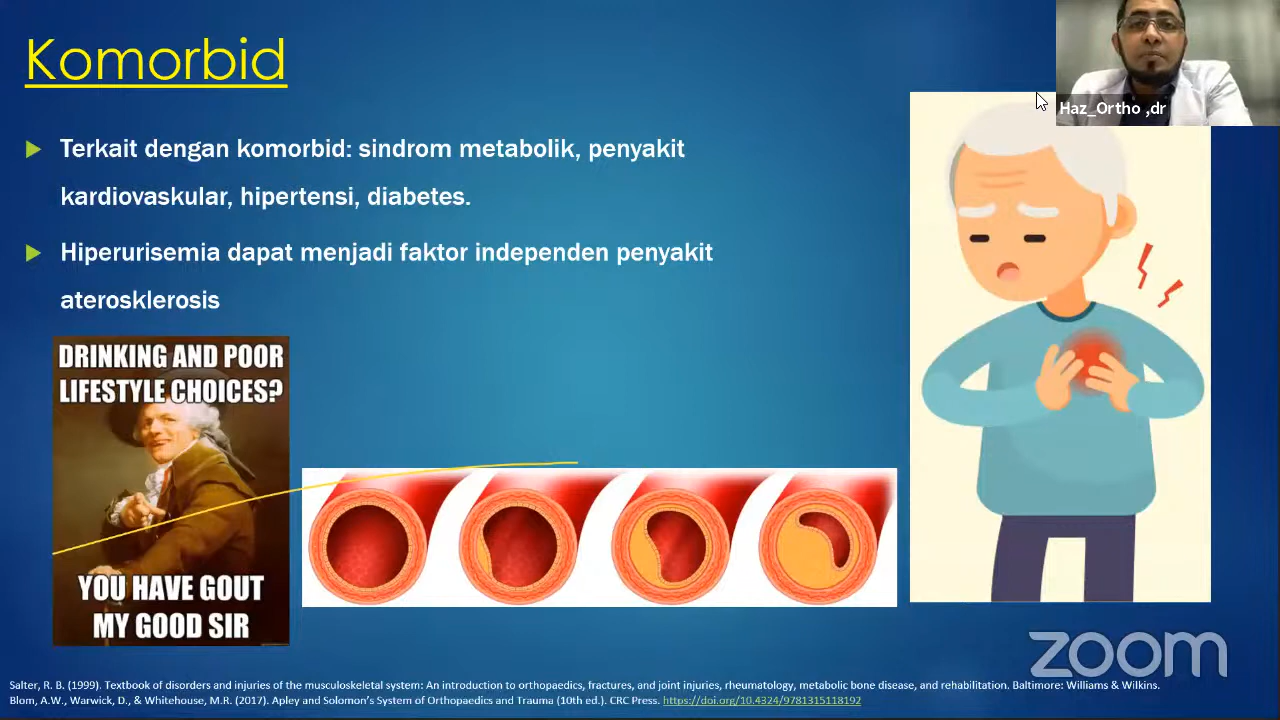 Komorbid
Haz_Ortho ,dr
Terkait dengan komorbid: sindrom metabolik, penyakit
kardiovaskular, hipertensi, diabetes.
Hiperurisemia dapat menjadi faktor independen penyakit
aterosklerosis
DRINKING AND POOR
LIFESTYLE CHOICES?
YOU HAVE GOUT
MY GOOD SIR
zoom
Salter, R. B. (1999). Textbook of disorders and injuries of the musculoskeletal system: An introduction to orthopaedics, fractures, and joint injuries, rheumatology, metabolic bone disease, and rehabilitation. Baltimore: Williams & Wilkins.
Blom, A.W., Warwick, D., & Whitehouse, M.R. (2017). Apley and Solomon's System of Orthopaedics and Trauma (10th ed.). CRC Press. https://doi.org/10.4324/9781315118192